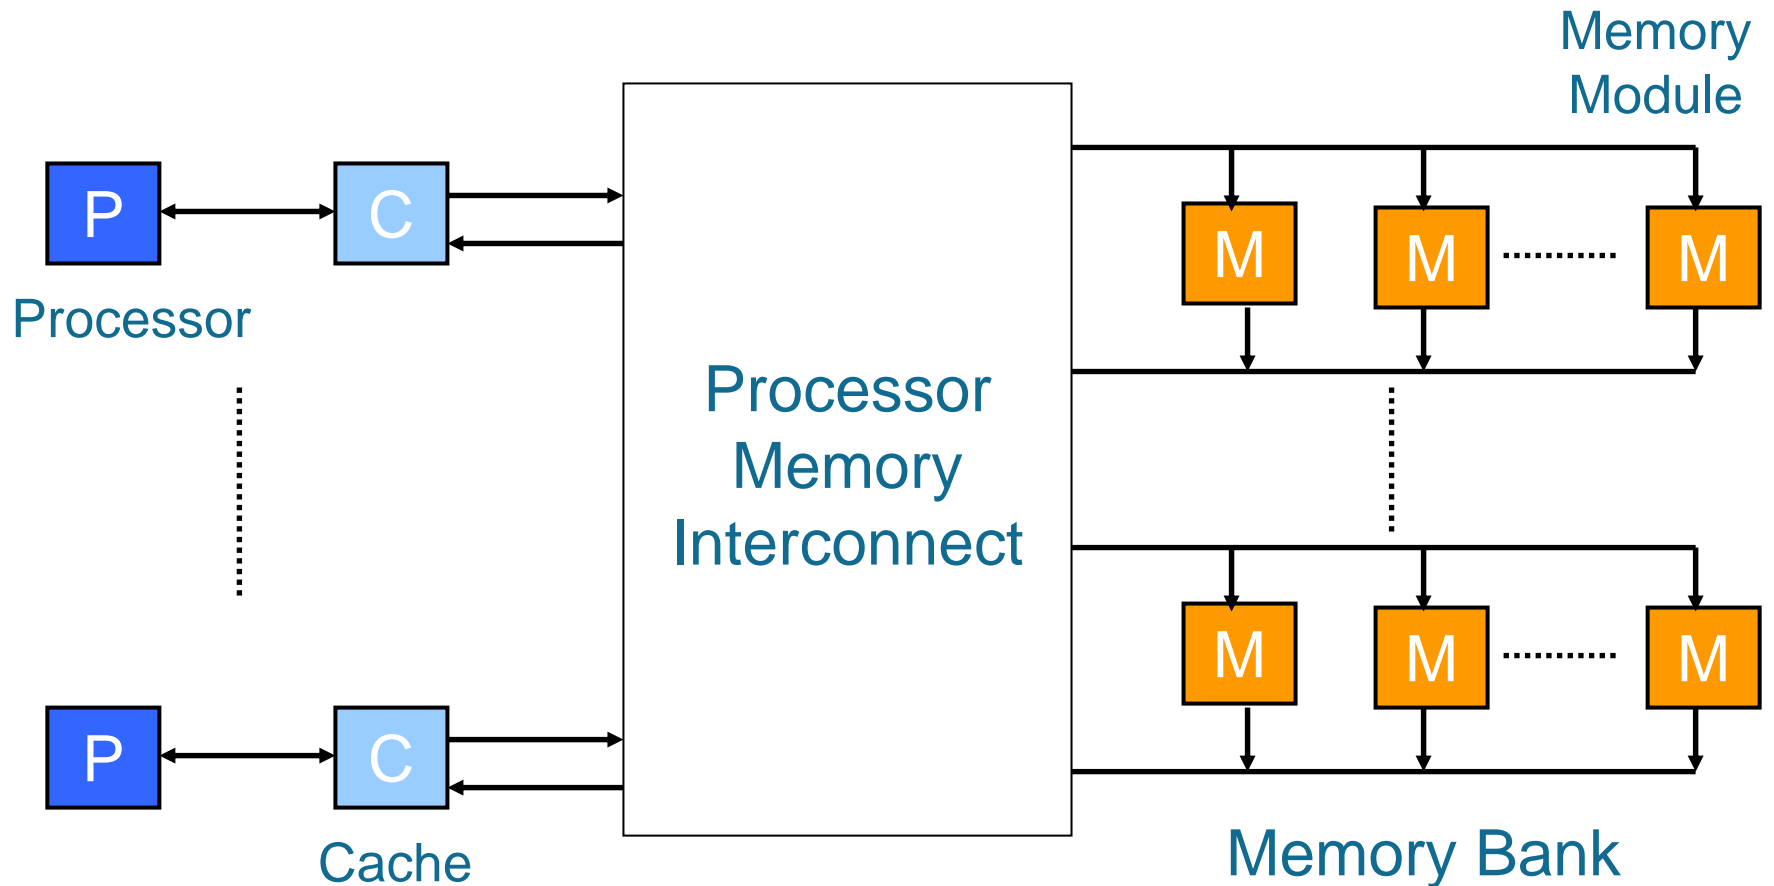 Memory
Module
P
C
M
M
M
Processor
Processor
Memory
Interconnect
M
M
M
P
C
Cache
Memory Bank